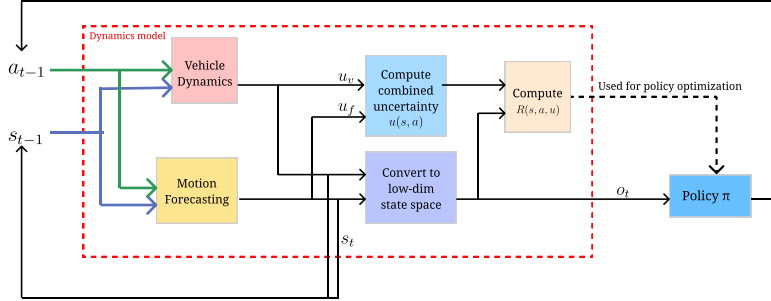 Dynamics model
Used for policy optimization
a_{t-1}
s_{t-1}
Vehicle
Dynamics
u_v
u_f
Compute
combined
uncertainty
u(s, a)
Compute
R(s, a, u)
Motion
Forecasting
Convert to
low-dim
state space
o_t
Policy π
s_t